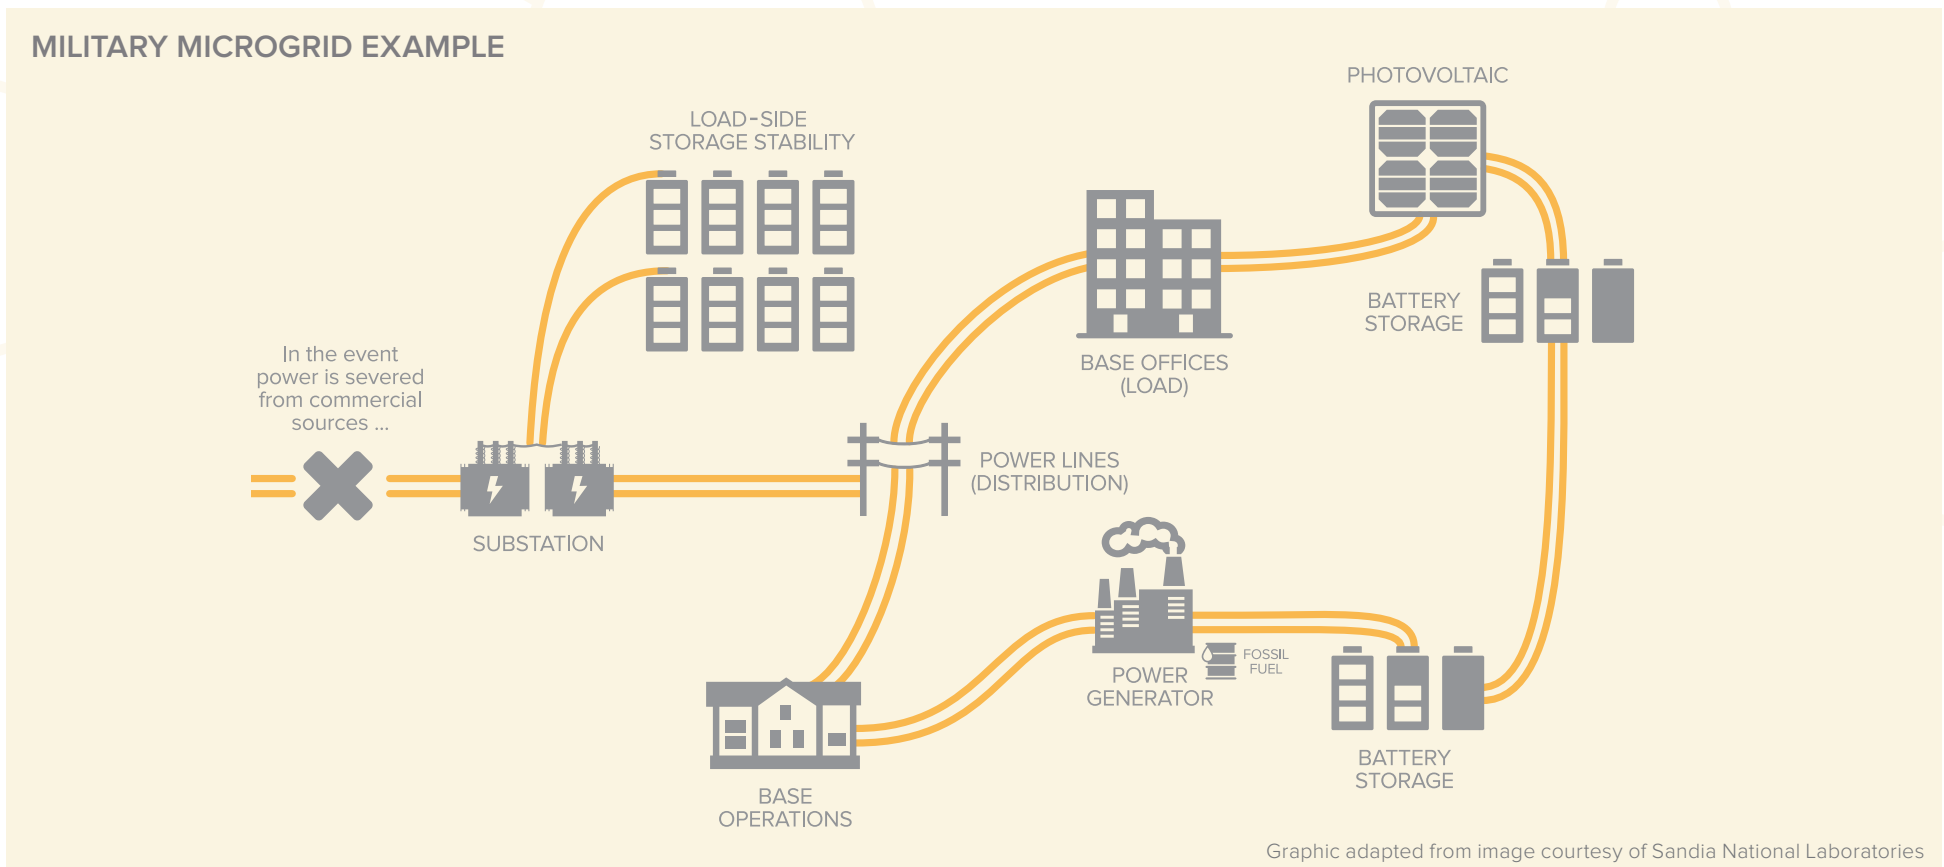 MILITARY MICROGRID EXAMPLE
PHOTOVOLTAIC
LOAD-SIDE
STORAGE STABILITY
BATTERY
STORAGE
In the event
power is severed
from commercial
sources ...
BASE OFFICES
(LOAD)
POWER LINES
(DISTRIBUTION)
SUBSTATION
FOSSIL
FUEL
POWER
GENERATOR
BATTERY
STORAGE
BASE
OPERATIONS
Graphic adapted from image courtesy of Sandia National Laboratories